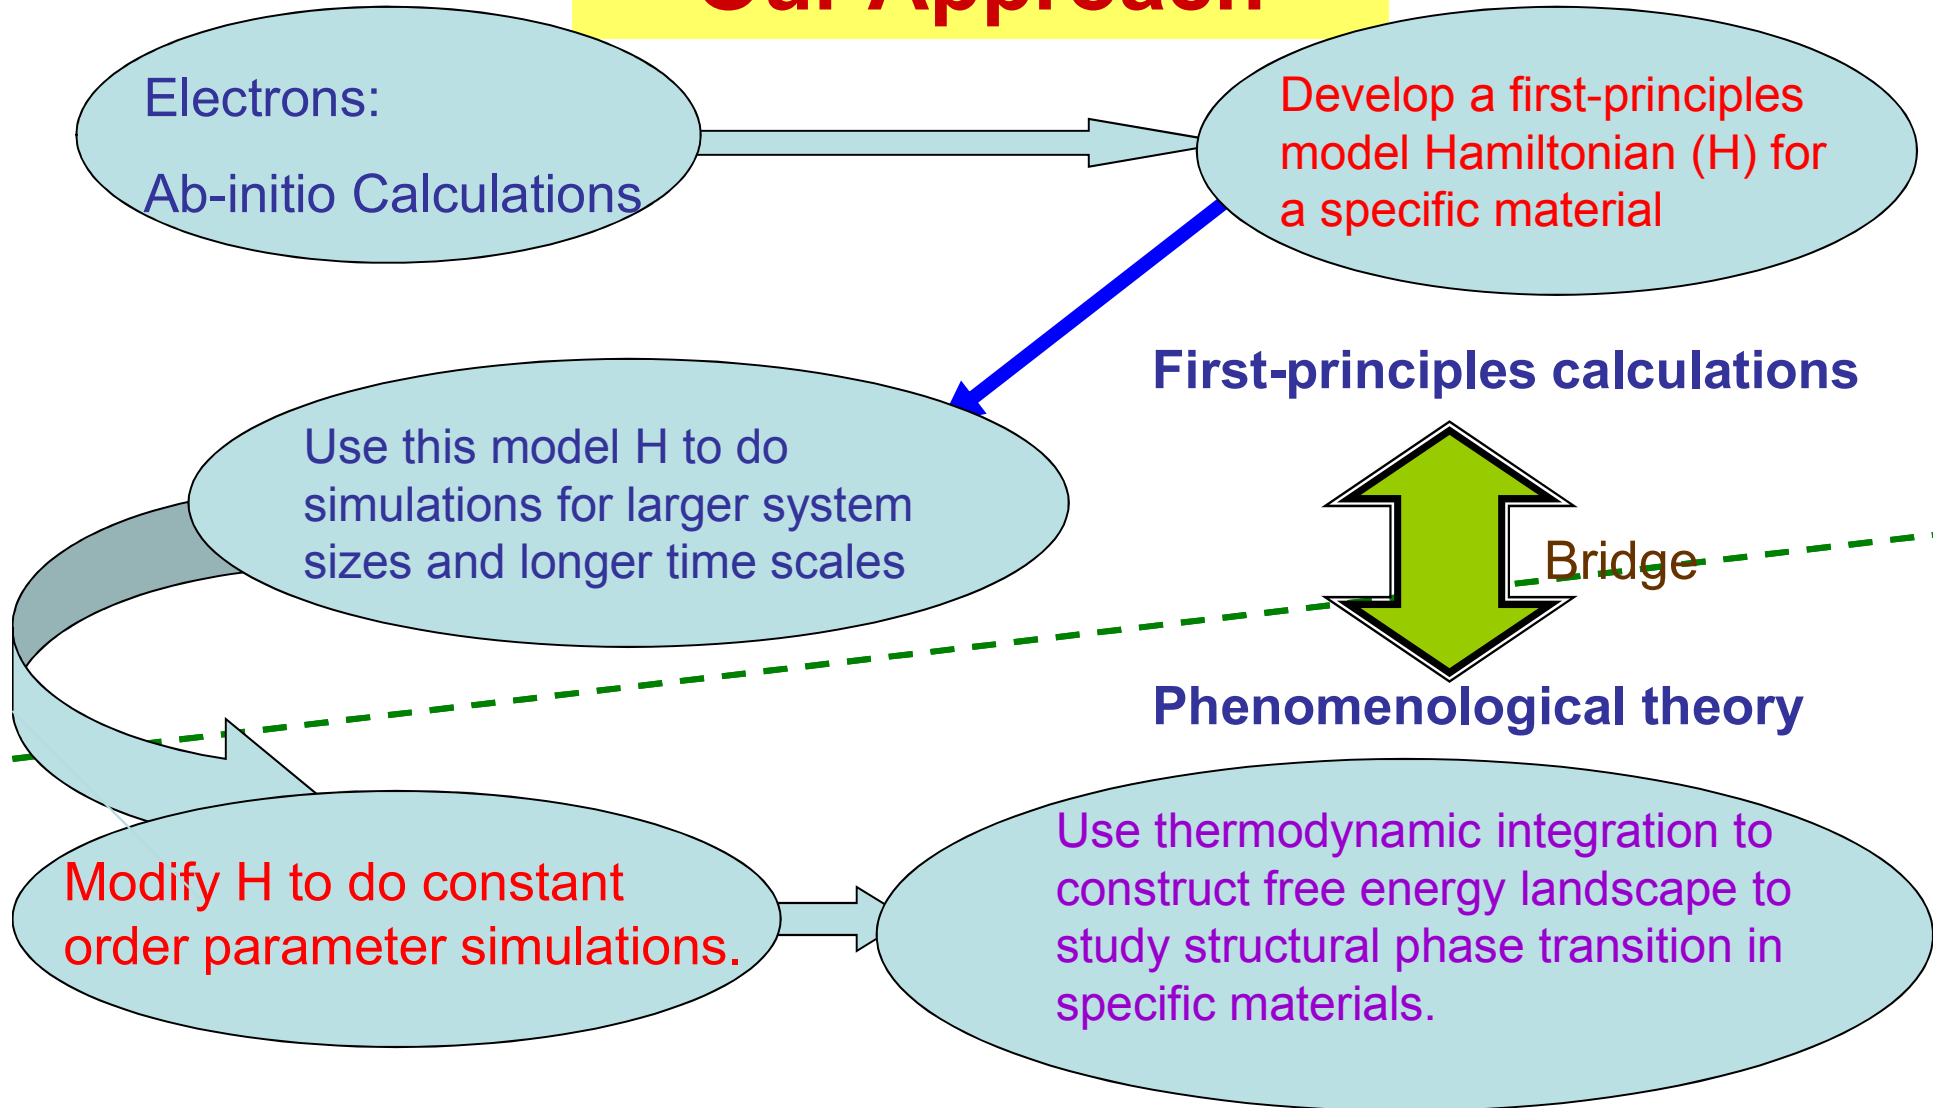 Our Approach
Electrons:
Ab-initio Calculations
Develop a first-principles
model Hamiltonian (H) for
a specific material
First-principles calculations
Use this model H to do
simulations for larger system
sizes and longer time scales
Bridge
Phenomenological theory
Modify H to do constant
order parameter simulations.
Use thermodynamic integration to
construct free energy landscape to
study structural phase transition in
specific materials.